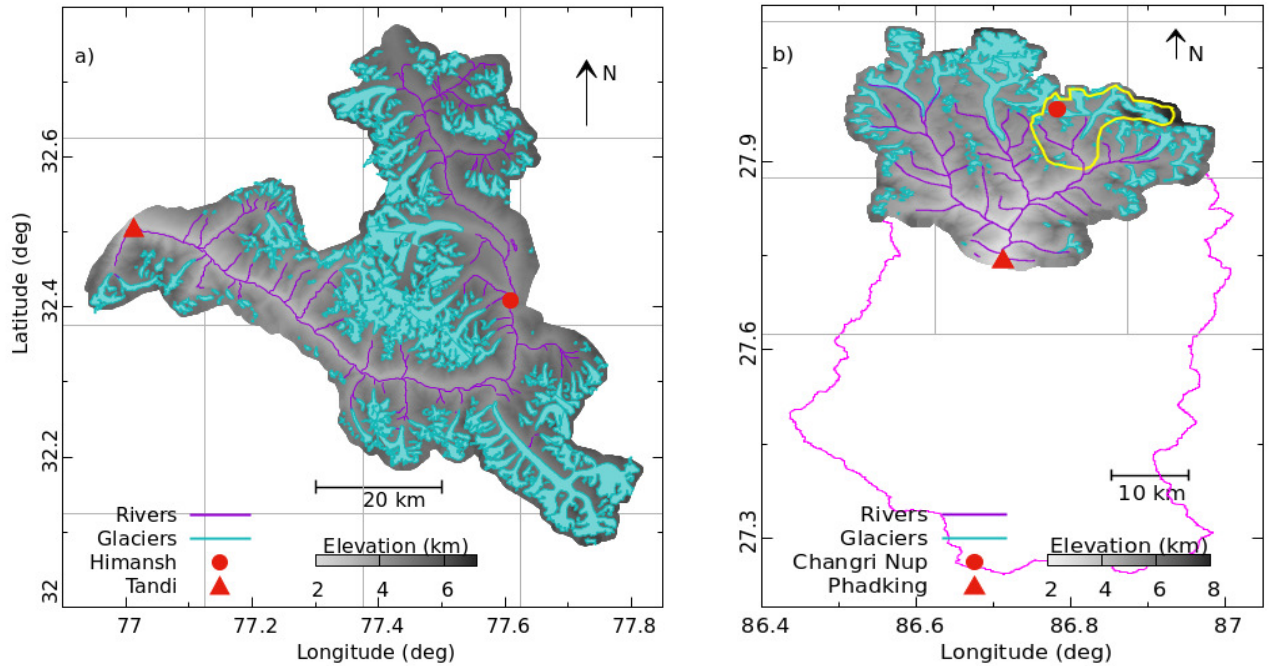 a)
N
32.6
32.4
32.2
32
Latitude (deg)
20 km
Rivers
Glaciers
Himansh
Tandi
Elevation (km)
2 4 6
77 77.2 77.4 77.6 77.8
Longitude (deg)
b)
N
27.9
27.6
27.3
10 km
Rivers
Glaciers
Changri Nup
Phadking
Elevation (km)
2 4 6 8
86.4 86.6 86.8 87
Longitude (deg)